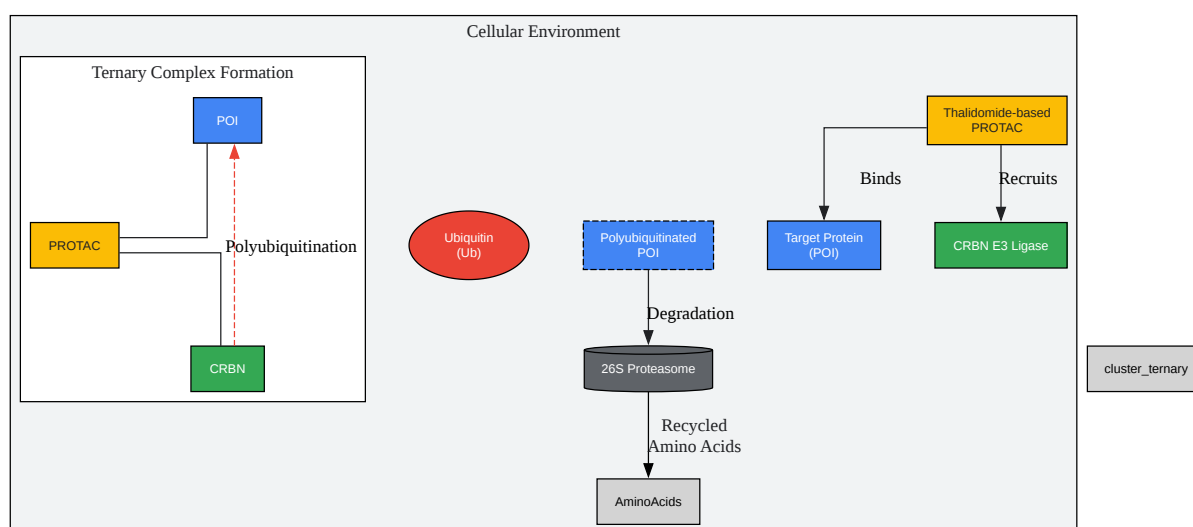 Cellular Environment
Ternary Complex Formation
POI
PROTAC
Polyubiquitination
CRBN
Ubiquitin
(Ub)
Polyubiquitinated
POI
Degradation
26S Proteasome
Recycled
Amino Acids
AminoAcids
Thalidomide-based
PROTAC
Binds
Recruits
Target Protein
(POI)
CRBN E3 Ligase
cluster_ternary